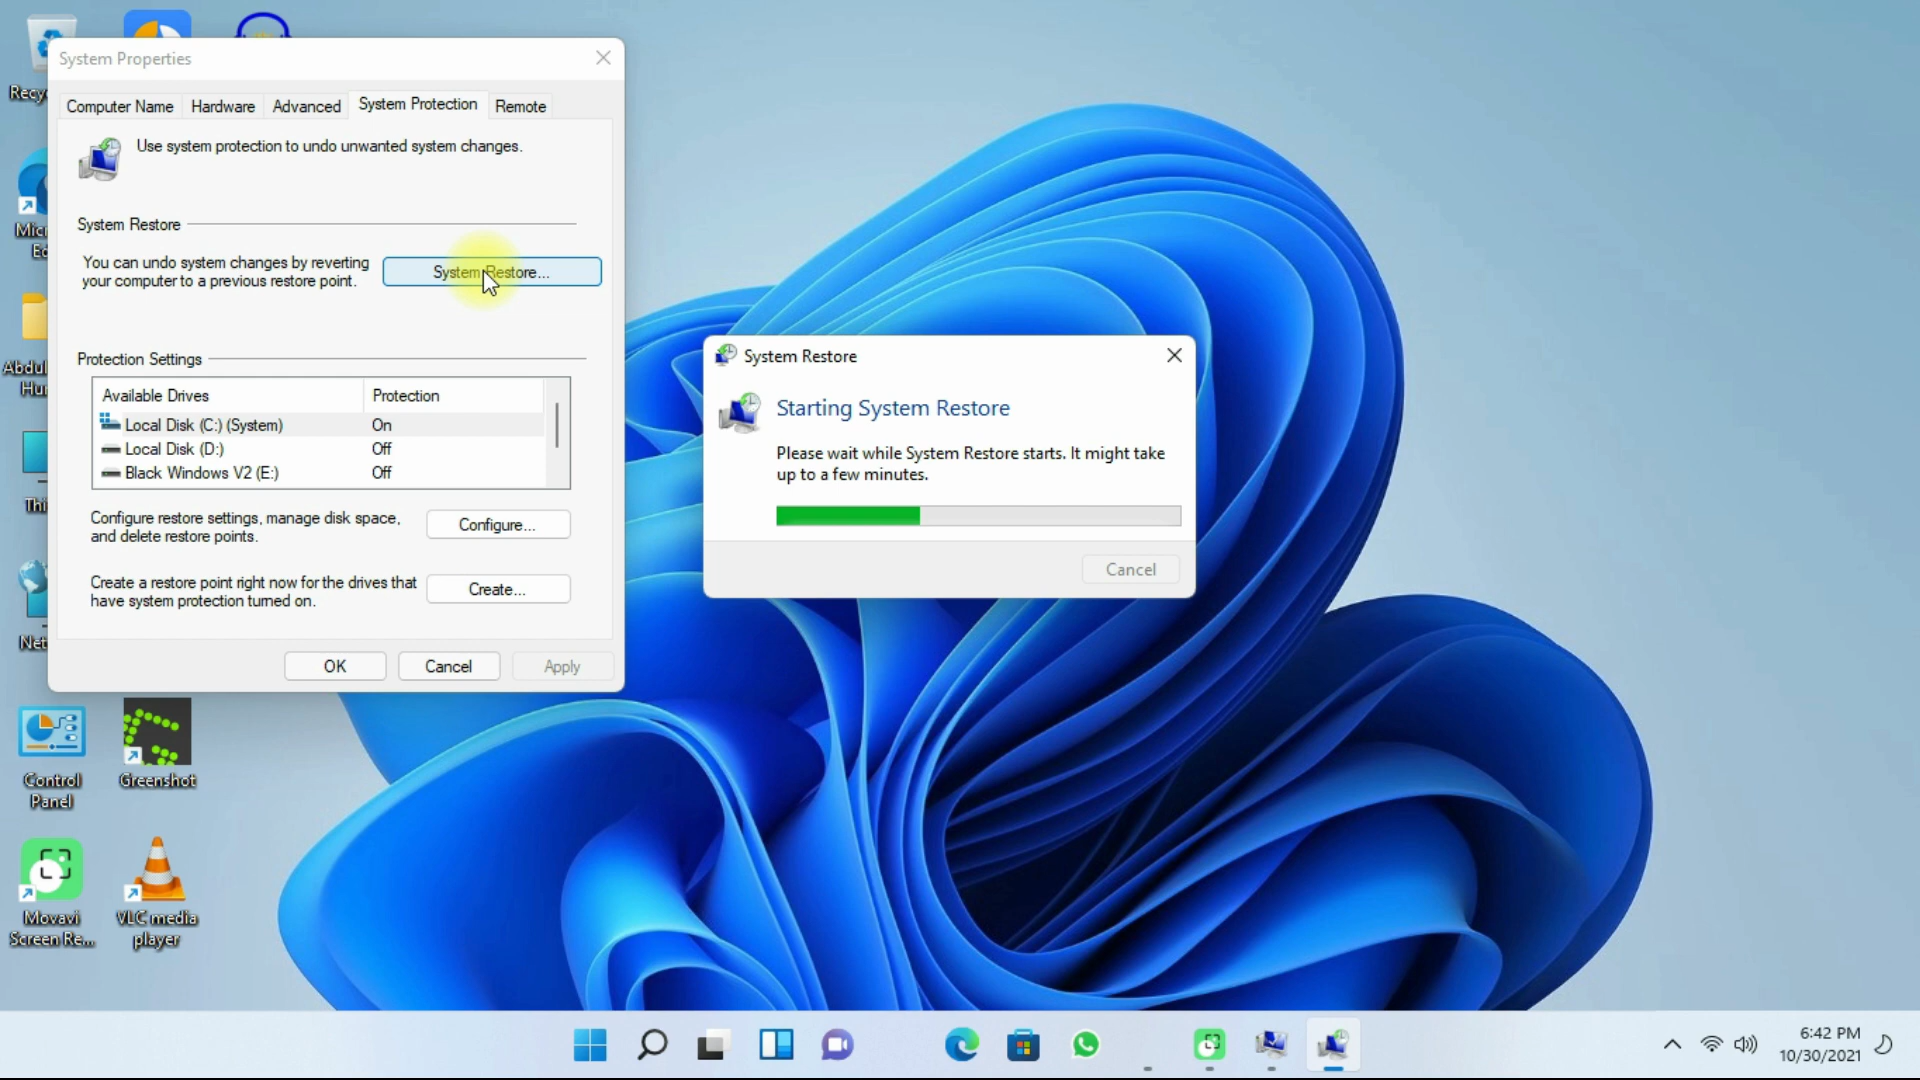 System Properties
Computer Name
Hardware
Advanced
System Protection
Remote
Use system protection to undo unwanted system changes.
System Restore
You can undo system changes by reverting
your computer to a previous restore point.
System Restore...
Protection Settings
Available Drives
Protection
Local Disk (C:) (System)
On
Local Disk (D:)
Off
Black Windows V2 (E:)
Off
Configure restore settings, manage disk space,
and delete restore points.
Configure...
Create a restore point right now for the drives that
have system protection turned on.
Create...
OK
Cancel
Apply
System Restore
Starting System Restore
Please wait while System Restore starts. It might take
up to a few minutes.
Cancel
Control
Panel
Greenshot
Movavi
Screen Re...
VLC media
player
6:42 PM
10/30/2021